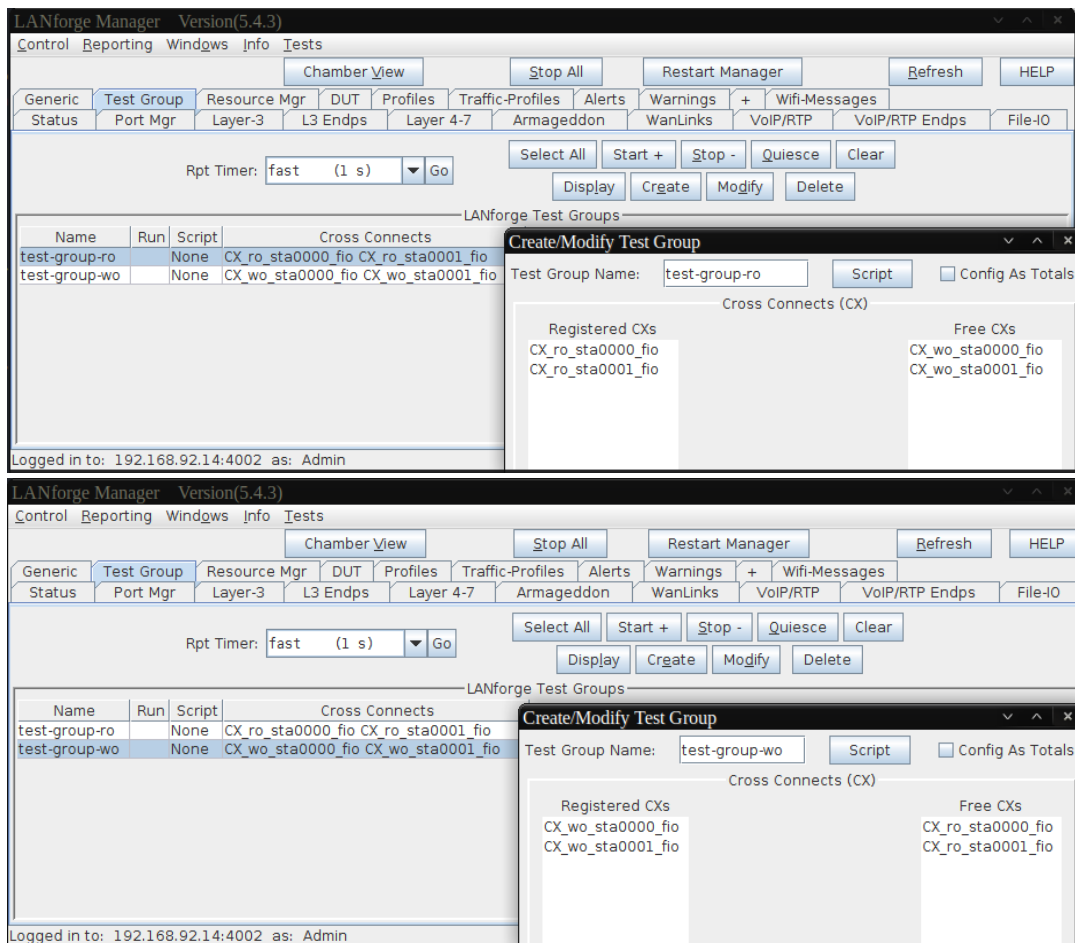 LANforge Manager Version(5.4.3)
Control Reporting Windows Info Tests
Chamber View Stop All Restart Manager Refresh HELP
Generic Test Group Resource Mgr DUT Profiles Traffic-Profiles Alerts Warnings + Wifi-Messages
Status Port Mgr Layer-3 L3 Endps Layer 4-7 Armageddon WanLinks VoIP/RTP VoIP/RTP Endps File-IO
Rpt Timer: fast (1 s) Go Select All Start + Stop - Quiesce Clear
Display Create Modify Delete
LANforge Test Groups
Name Run Script Cross Connects
test-group-ro None CX_ro_sta0000_fio CX_ro_sta0001_fio
test-group-wo None CX_wo_sta0000_fio CX_wo_sta0001_fio
Create/Modify Test Group
Test Group Name: test-group-ro Script Config As Totals
Cross Connects (CX)
Registered CXs Free CXs
CX_ro_sta0000_fio CX_wo_sta0000_fio
CX_ro_sta0001_fio CX_wo_sta0001_fio
Logged in to: 192.168.92.14:4002 as: Admin
LANforge Manager Version(5.4.3)
Control Reporting Windows Info Tests
Chamber View Stop All Restart Manager Refresh HELP
Generic Test Group Resource Mgr DUT Profiles Traffic-Profiles Alerts Warnings + Wifi-Messages
Status Port Mgr Layer-3 L3 Endps Layer 4-7 Armageddon WanLinks VoIP/RTP VoIP/RTP Endps File-IO
Rpt Timer: fast (1 s) Go Select All Start + Stop - Quiesce Clear
Display Create Modify Delete
LANforge Test Groups
Name Run Script Cross Connects
test-group-ro None CX_ro_sta0000_fio CX_ro_sta0001_fio
test-group-wo None CX_wo_sta0000_fio CX_wo_sta0001_fio
Create/Modify Test Group
Test Group Name: test-group-wo Script Config As Totals
Cross Connects (CX)
Registered CXs Free CXs
CX_wo_sta0000_fio CX_ro_sta0000_fio
CX_wo_sta0001_fio CX_ro_sta0001_fio
Logged in to: 192.168.92.14:4002 as: Admin